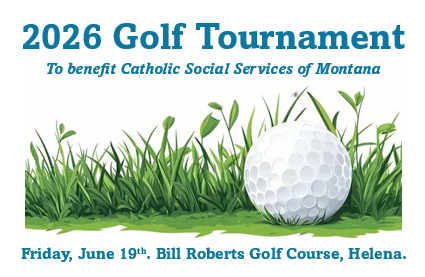 2026 Golf Tournament
To benefit Catholic Social Services of Montana
Friday, June 19th. Bill Roberts Golf Course, Helena.